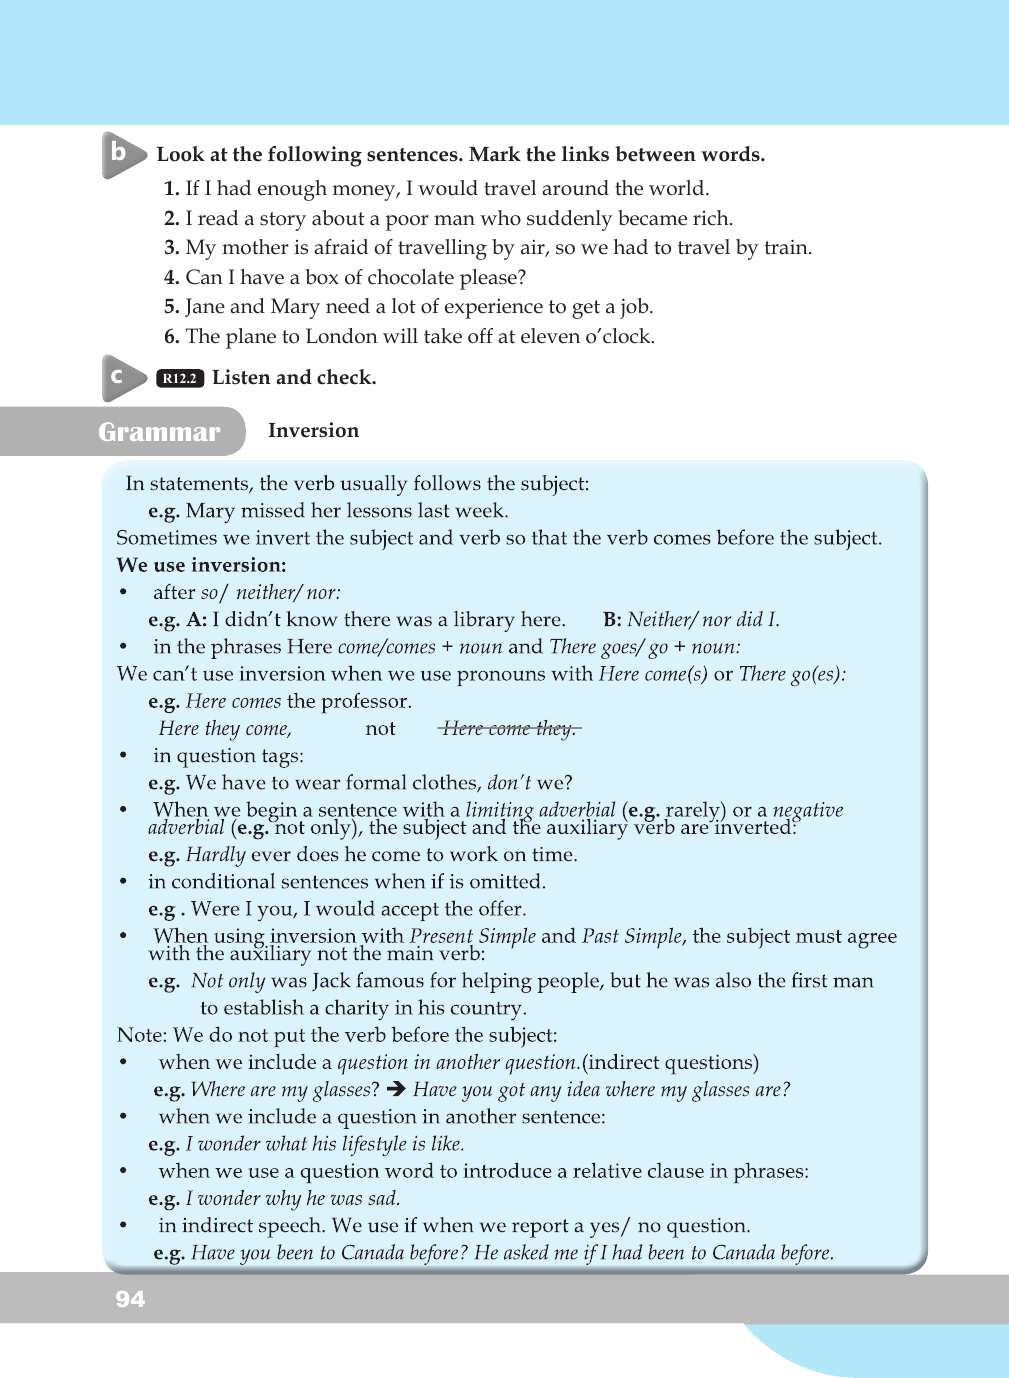 b Look at the following sentences. Mark the links between words.
1. If I had enough money, I would travel around the world.
2. I read a story about a poor man who suddenly became rich.
3. My mother is afraid of travelling by air, so we had to travel by train.
4. Can I have a box of chocolate please?
5. Jane and Mary need a lot of experience to get a job.
6. The plane to London will take off at eleven o’clock.
c R12.2 Listen and check.
Grammar Inversion
In statements, the verb usually follows the subject:
e.g. Mary missed her lessons last week.
Sometimes we invert the subject and verb so that the verb comes before the subject.
We use inversion:
• after so/ neither/ nor:
e.g. A: I didn’t know there was a library here. B: Neither/ nor did I.
• in the phrases Here come/comes + noun and There goes/ go + noun:
We can’t use inversion when we use pronouns with Here come(s) or There go(es):
e.g. Here comes the professor.
Here they come, not Here come they.
• in question tags:
e.g. We have to wear formal clothes, don’t we?
• When we begin a sentence with a limiting adverbial (e.g. rarely) or a negative
adverbial (e.g. not only), the subject and the auxiliary verb are inverted:
e.g. Hardly ever does he come to work on time.
• in conditional sentences when if is omitted.
e.g . Were I you, I would accept the offer.
• When using inversion with Present Simple and Past Simple, the subject must agree
with the auxiliary not the main verb:
e.g. Not only was Jack famous for helping people, but he was also the first man
to establish a charity in his country.
Note: We do not put the verb before the subject:
• when we include a question in another question.(indirect questions)
e.g. Where are my glasses? ➔ Have you got any idea where my glasses are?
• when we include a question in another sentence:
e.g. I wonder what his lifestyle is like.
• when we use a question word to introduce a relative clause in phrases:
e.g. I wonder why he was sad.
• in indirect speech. We use if when we report a yes/ no question.
e.g. Have you been to Canada before? He asked me if I had been to Canada before.
94